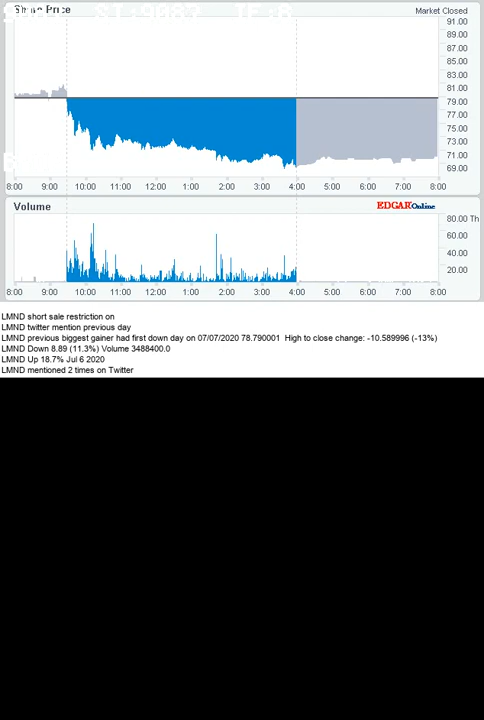 Share Price
Market Closed
91.00
89.00
87.00
85.00
83.00
81.00
79.00
77.00
75.00
73.00
71.00
69.00
8:00 9:00 10:00 11:00 12:00 1:00 2:00 3:00 4:00 5:00 6:00 7:00 8:00
Volume
EDGAR Online
80.00 Th
60.00
40.00
20.00
8:00 9:00 10:00 11:00 12:00 1:00 2:00 3:00 4:00 5:00 6:00 7:00 8:00
LMND short sale restriction on
LMND twitter mention previous day
LMND previous biggest gainer had first down day on 07/07/2020 78.790001 High to close change: -10.589996 (-13%)
LMND Down 8.89 (11.3%) Volume 3488400.0
LMND Up 18.7% Jul 6 2020
LMND mentioned 2 times on Twitter